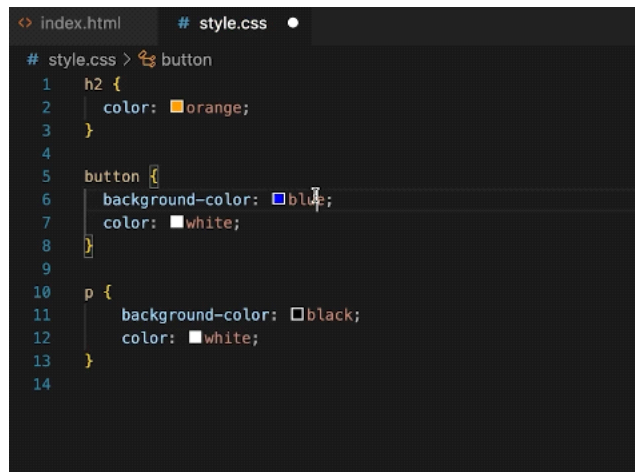 index.html
# style.css
# style.css > button
1 h2 {
2 color: orange;
3 }
4
5 button {
6 background-color: blue;
7 color: white;
8 }
9
10 p {
11 background-color: black;
12 color: white;
13 }
14